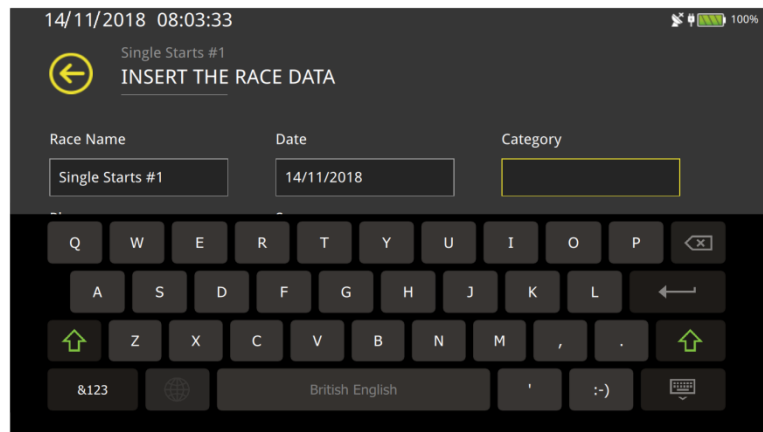 14/11/2018 08:03:33 100%
Single Starts #1
INSERT THE RACE DATA
Race Name Date Category
Single Starts #1 14/11/2018
Q W E R T Y U I O P
A S D F G H J K L
Z X C V B N M , .
&123 British English ' :-)